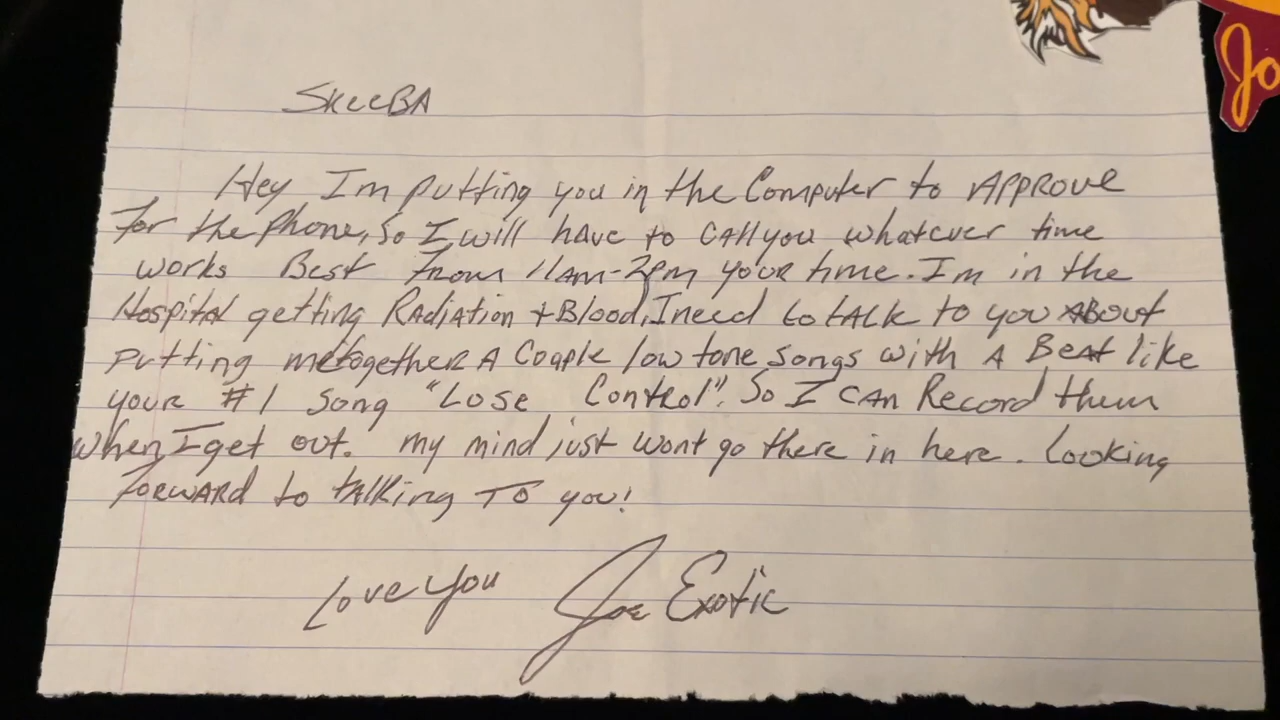 Jo
SKeeBA
Hey Im putting you in the Computer to APPROVE
For the Phone, So I will have to CAll you whatever time
works Best From 11am-2pm your time. Im in the
Hospital getting RAdiAtion + Blood, I need to tALK to you ABOut
putting me together A Couple low tone songs with A BeAt like
your #1 song "Lose Control". So I CAn Record them
when I get out. my mind just wont go there in here. Looking
FORWARD to tAlking TO you!
Love You Joe Exotic